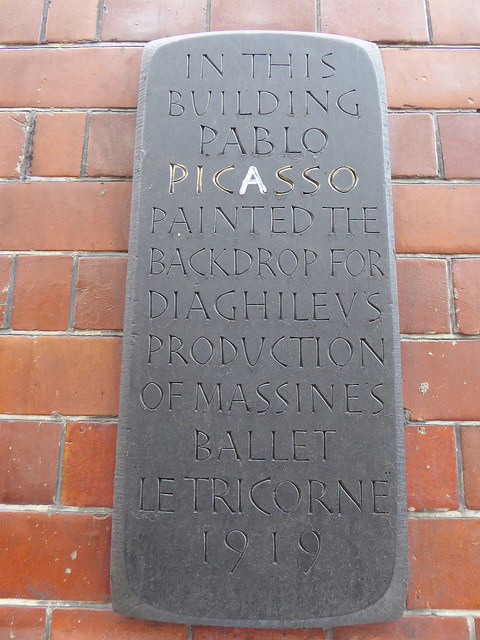 IN THIS
BUILDING
PABLO
PICASSO
PAINTED THE
BACKDROP FOR
DIAGHILEV'S
PRODUCTION
OF MASSINE'S
BALLET
"LE TRICORNE"
1919